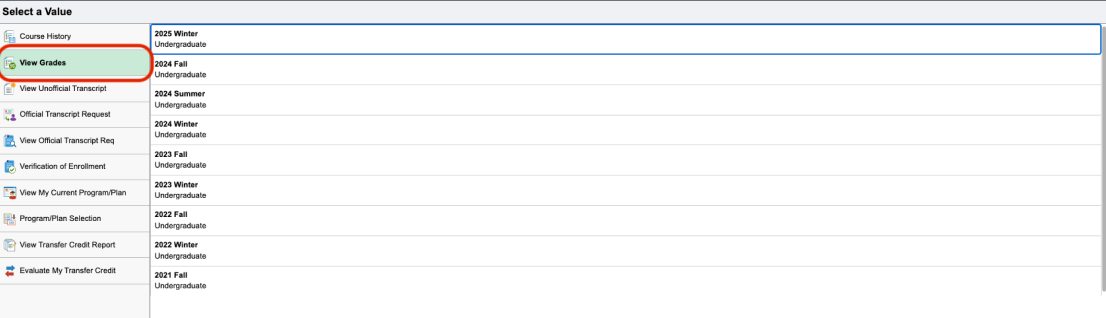 Select a Value
Course History
View Grades
View Unofficial Transcript
Official Transcript Request
View Official Transcript Req
Verification of Enrollment
View My Current Program/Plan
Program/Plan Selection
View Transfer Credit Report
Evaluate My Transfer Credit
2025 Winter
Undergraduate
2024 Fall
Undergraduate
2024 Summer
Undergraduate
2024 Winter
Undergraduate
2023 Fall
Undergraduate
2023 Winter
Undergraduate
2022 Fall
Undergraduate
2022 Winter
Undergraduate
2021 Fall
Undergraduate